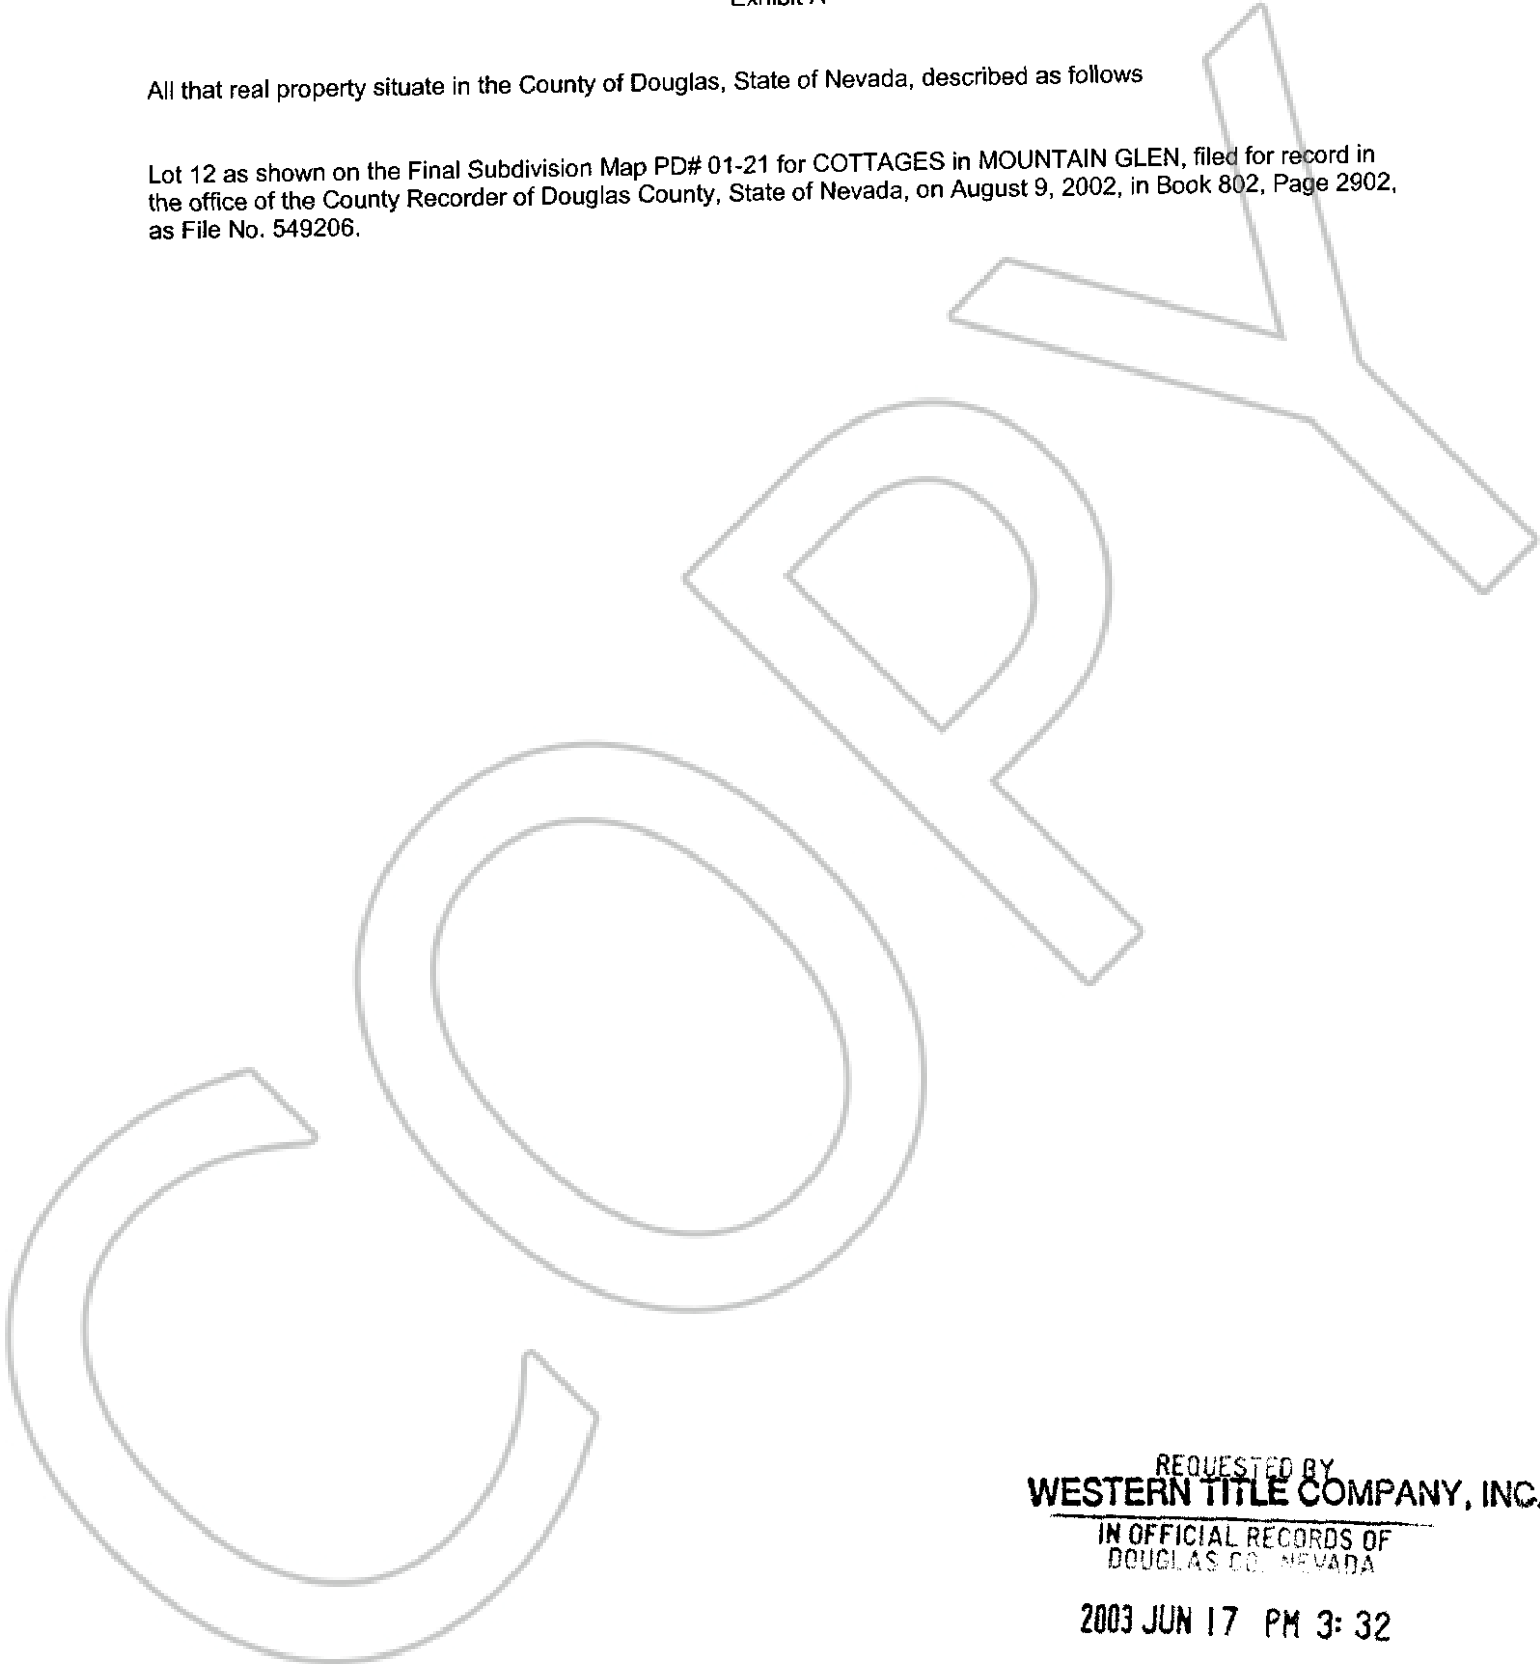 Exhibit A
All that real property situate in the County of Douglas, State of Nevada, described as follows
Lot 12 as shown on the Final Subdivision Map PD# 01-21 for COTTAGES in MOUNTAIN GLEN, filed for record in
the office of the County Recorder of Douglas County, State of Nevada, on August 9, 2002, in Book 802, Page 2902,
as File No. 549206.
COPY
REQUESTED BY
WESTERN TITLE COMPANY, INC.
IN OFFICIAL RECORDS OF
DOUGLAS CO. NEVADA
2003 JUN 17 PM 3: 32